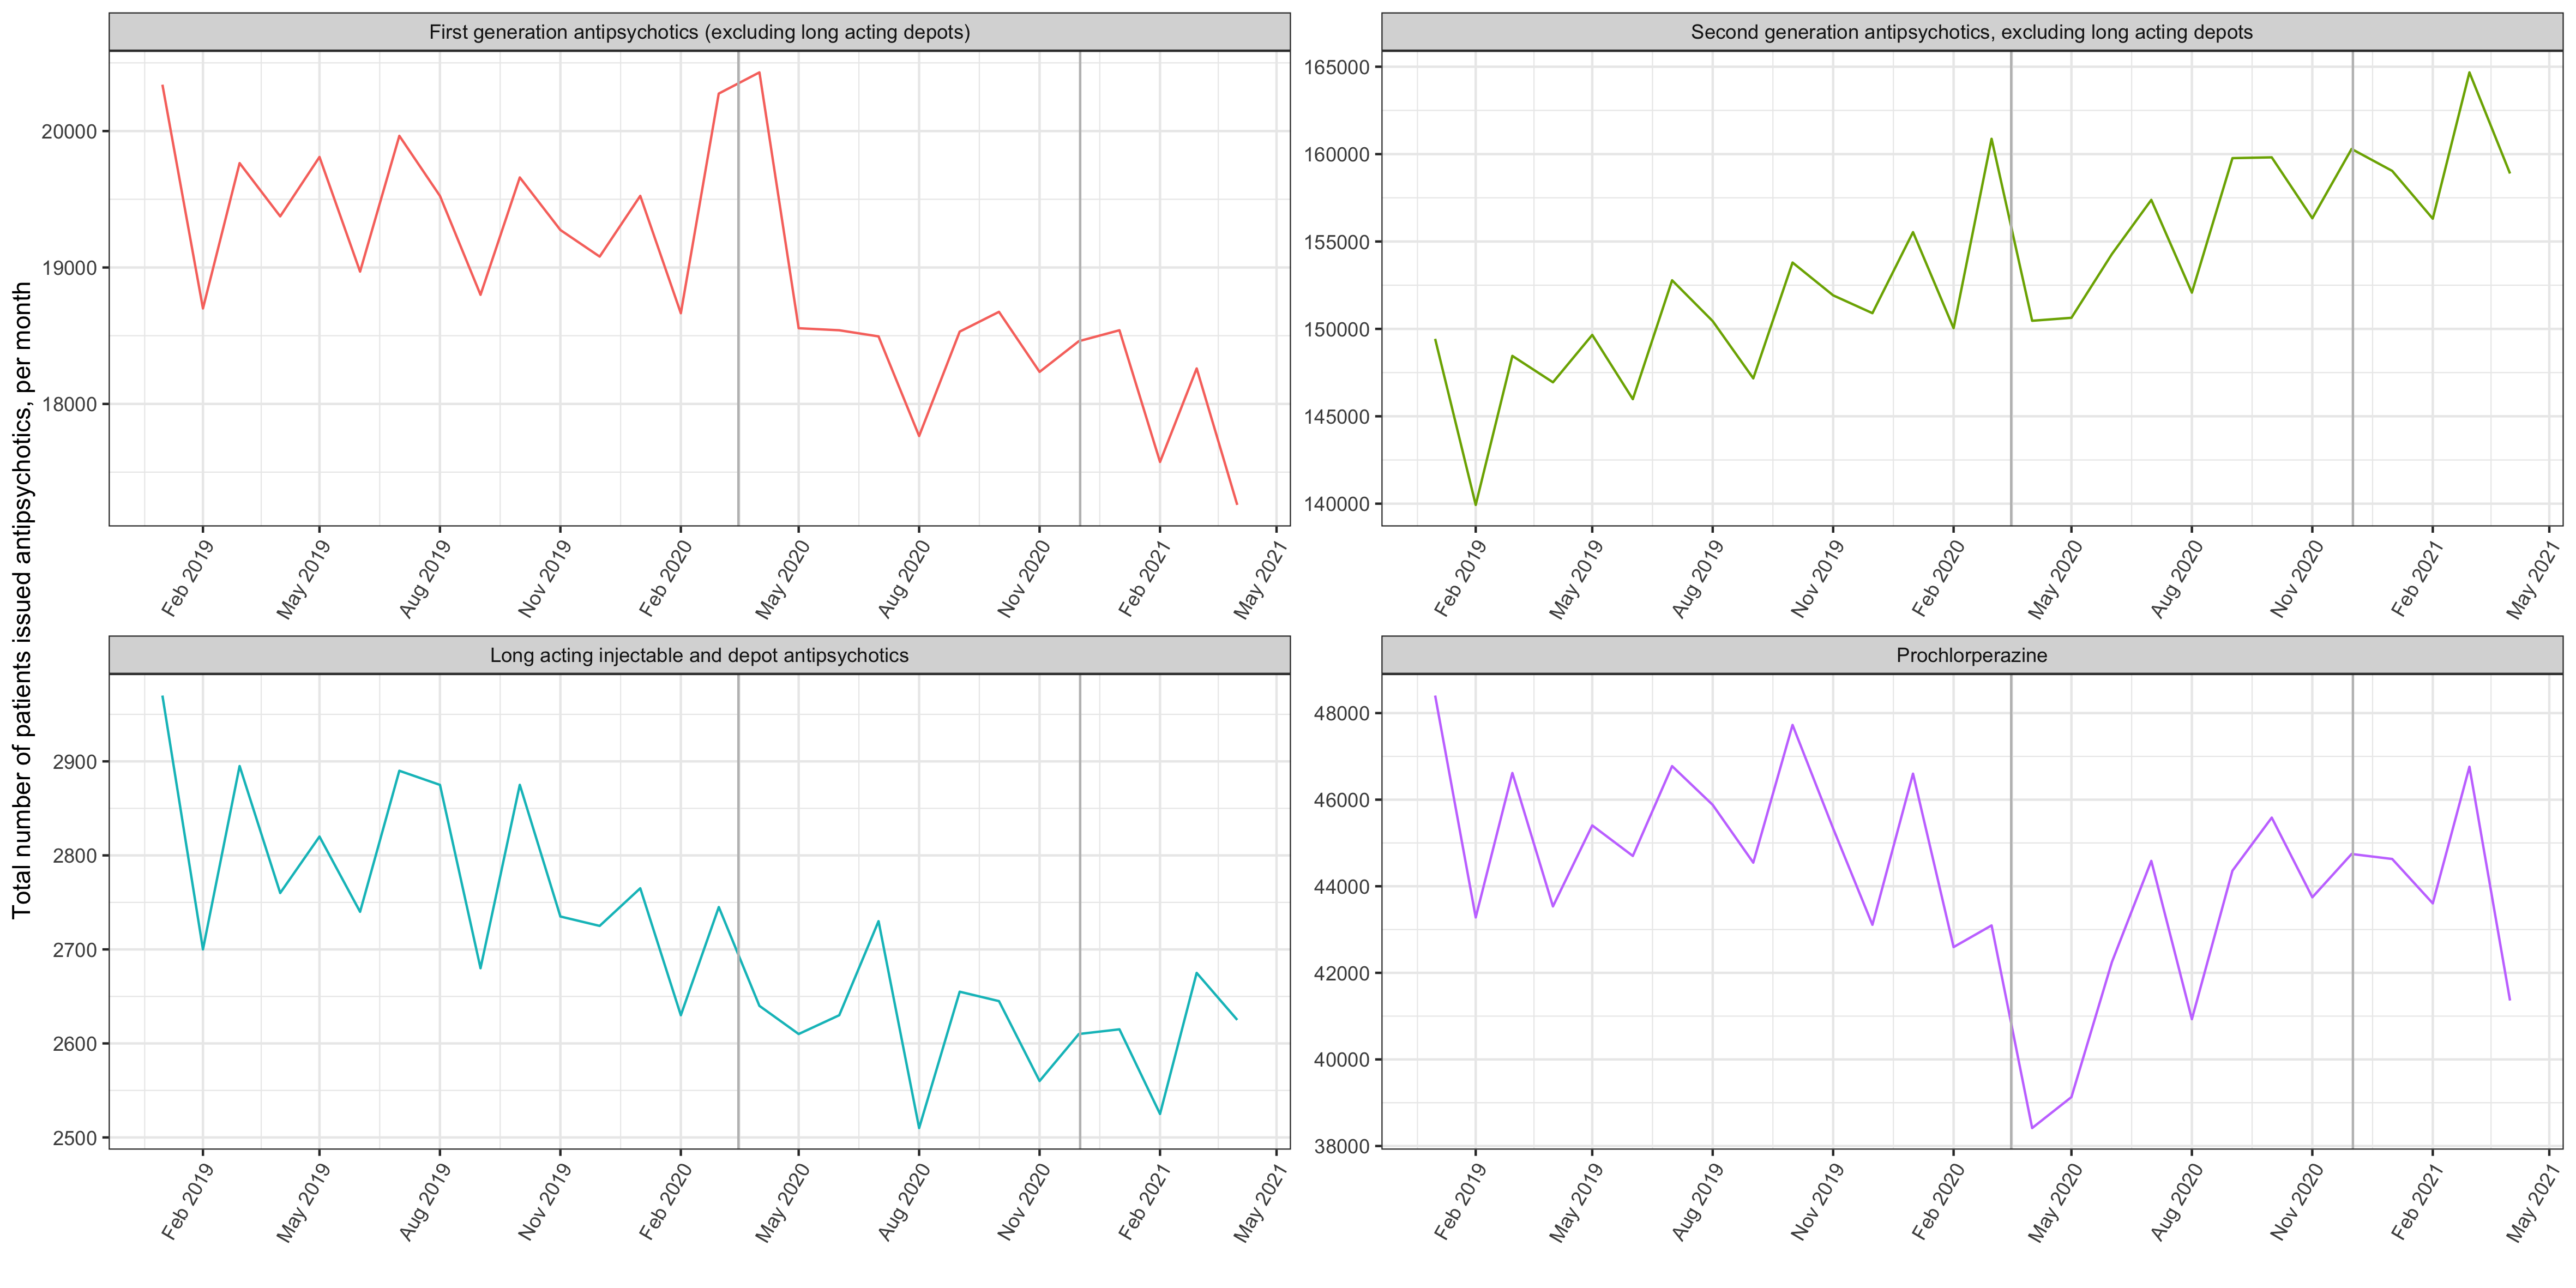 Total number of patients issued antipsychotics, per month
First generation antipsychotics (excluding long acting depots)
20000
19000
18000
Feb 2019
May 2019
Aug 2019
Nov 2019
Feb 2020
May 2020
Aug 2020
Nov 2020
Feb 2021
May 2021
Second generation antipsychotics, excluding long acting depots
165000
160000
155000
150000
145000
140000
Feb 2019
May 2019
Aug 2019
Nov 2019
Feb 2020
May 2020
Aug 2020
Nov 2020
Feb 2021
May 2021
Long acting injectable and depot antipsychotics
2900
2800
2700
2600
2500
Feb 2019
May 2019
Aug 2019
Nov 2019
Feb 2020
May 2020
Aug 2020
Nov 2020
Feb 2021
May 2021
Prochlorperazine
48000
46000
44000
42000
40000
38000
Feb 2019
May 2019
Aug 2019
Nov 2019
Feb 2020
May 2020
Aug 2020
Nov 2020
Feb 2021
May 2021